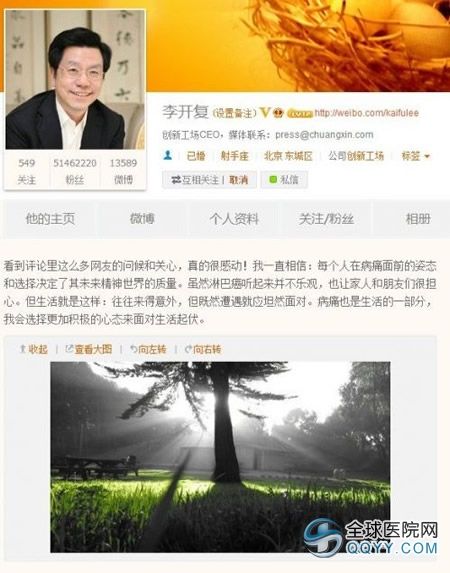 李开复 (设置备注) V VIP http://weibo.com/kaifulee
创新工场CEO，媒体联系：press@chuangxin.com
已婚 射手座 北京 东城区 公司创新工场 标签
互相关注 | 取消 私信
549 51462220 13589
关注 粉丝 微博
他的主页 微博 个人资料 关注/粉丝 相册
看到评论里这么多网友的问候和关心，真的很感动！我一直相信：每个人在病痛面前的姿态
和选择决定了其未来精神世界的质量。虽然淋巴癌听起来并不乐观，也让家人和朋友们很担
心。但生活就是这样：往往来得意外，但既然遭遇就应坦然面对。病痛也是生活的一部分，
我会选择更加积极的心态来面对生活起伏。
收起 | 查看大图 | 向左转 | 向右转
全球医院网
QQYY.COM